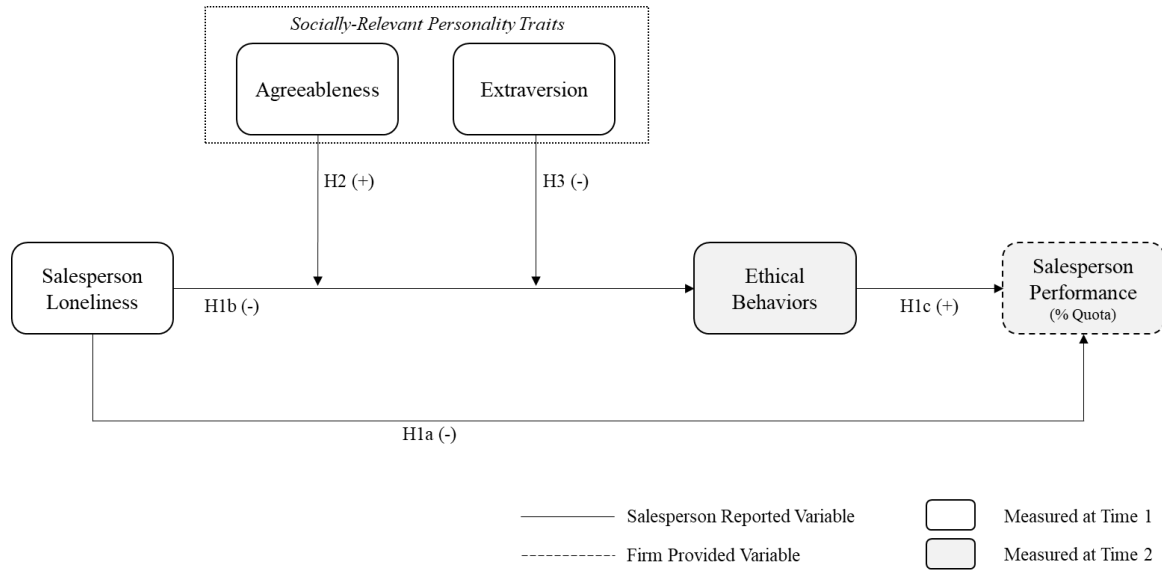 Socially-Relevant Personality Traits
Agreeableness
Extraversion
H2 (+)
H3 (-)
Salesperson
Loneliness
H1b (-)
Ethical
Behaviors
H1c (+)
Salesperson
Performance
(% Quota)
H1a (-)
Salesperson Reported Variable
Measured at Time 1
Firm Provided Variable
Measured at Time 2